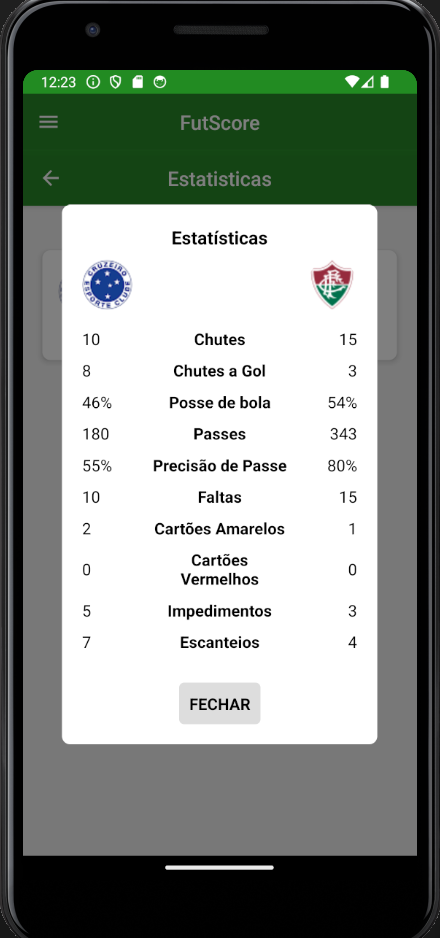 12:23
FutScore
Estatisticas
Estatísticas
CRUZEIRO
ESPORTE CLUBE
10 Chutes 15
8 Chutes a Gol 3
46% Posse de bola 54%
180 Passes 343
55% Precisão de Passe 80%
10 Faltas 15
2 Cartões Amarelos 1
0 Cartões 0
Vermelhos
5 Impedimentos 3
7 Escanteios 4
FECHAR